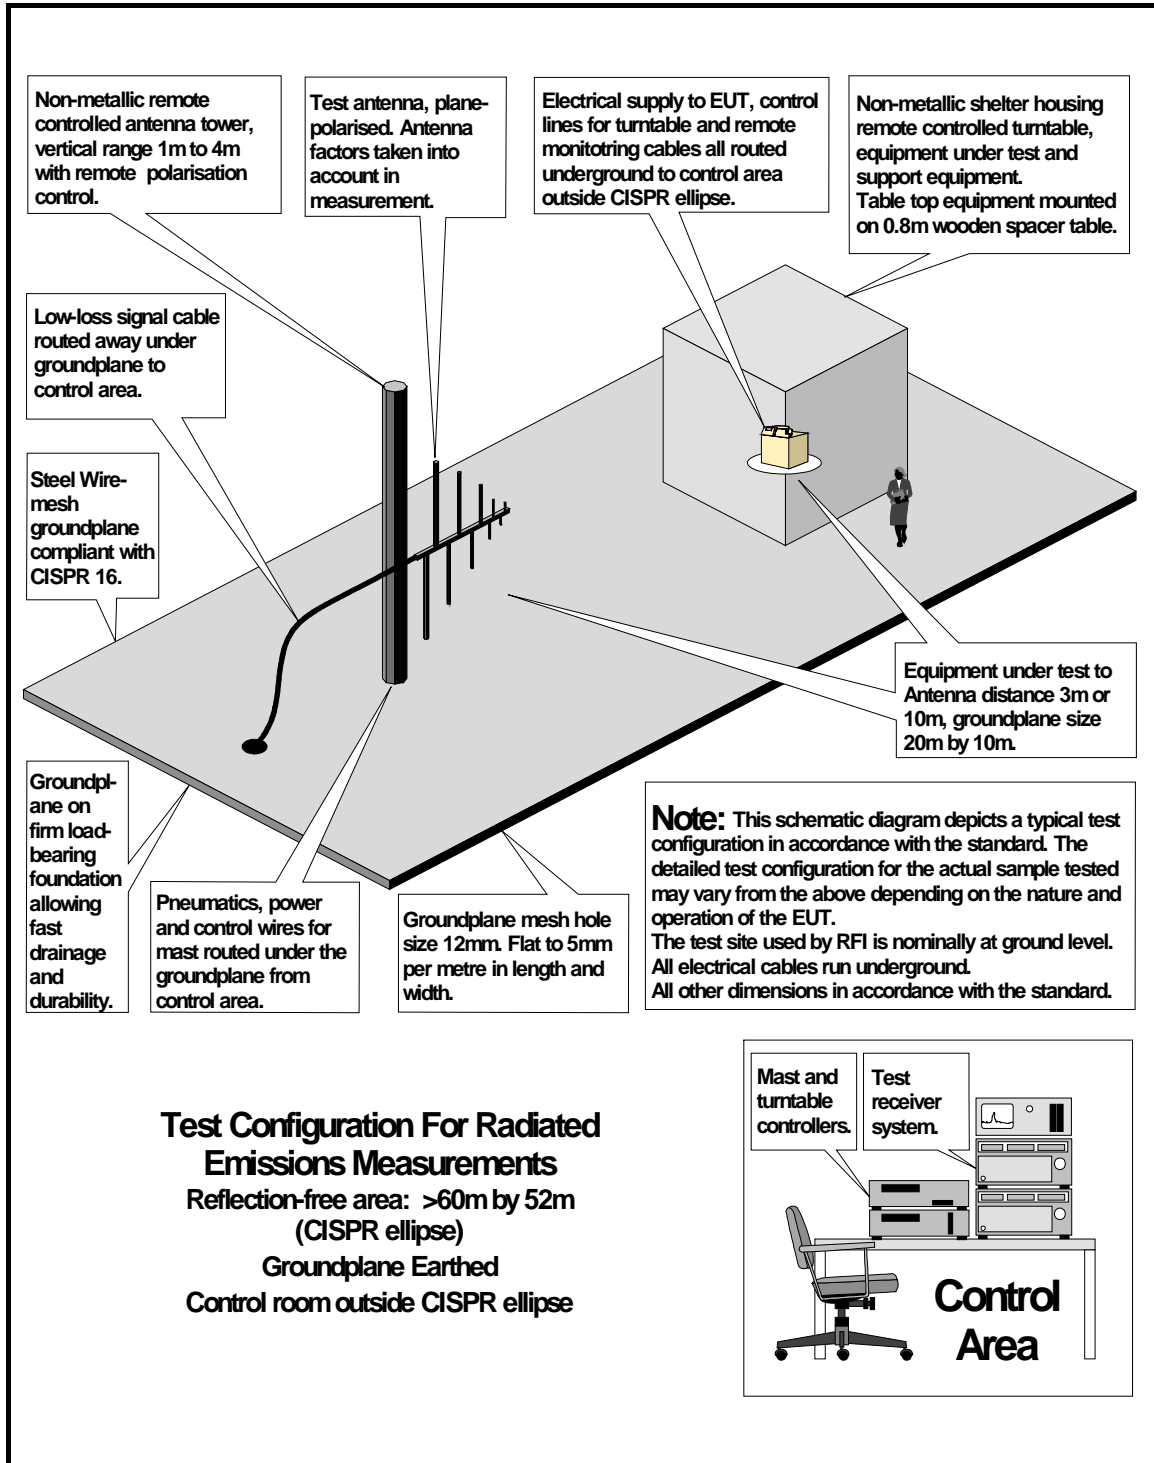 Non-metallic remote
controlled antenna tower,
vertical range 1m to 4m
with remote polarisation
control.
Test antenna, plane-
polarised. Antenna
factors taken into
account in
measurement.
Electrical supply to EUT, control
lines for turntable and remote
monitotring cables all routed
underground to control area
outside CISPR ellipse.
Non-metallic shelter housing
remote controlled turntable,
equipment under test and
support equipment.
Table top equipment mounted
on 0.8m wooden spacer table.
Low-loss signal cable
routed away under
groundplane to
control area.
Steel Wire-
mesh
groundplane
compliant with
CISPR 16.
Equipment under test to
Antenna distance 3m or
10m, groundplane size
20m by 10m.
Groundpl-
ane on
firm load-
bearing
foundation
allowing
fast
drainage
and
durability.
Pneumatics, power
and control wires for
mast routed under the
groundplane from
control area.
Groundplane mesh hole
size 12mm. Flat to 5mm
per metre in length and
width.
Note: This schematic diagram depicts a typical test
configuration in accordance with the standard. The
detailed test configuration for the actual sample tested
may vary from the above depending on the nature and
operation of the EUT.
The test site used by RFI is nominally at ground level.
All electrical cables run underground.
All other dimensions in accordance with the standard.
Test Configuration For Radiated
Emissions Measurements
Reflection-free area: >60m by 52m
(CISPR ellipse)
Groundplane Earthed
Control room outside CISPR ellipse
Mast and
turntable
controllers.
Test
receiver
system.
Control
Area